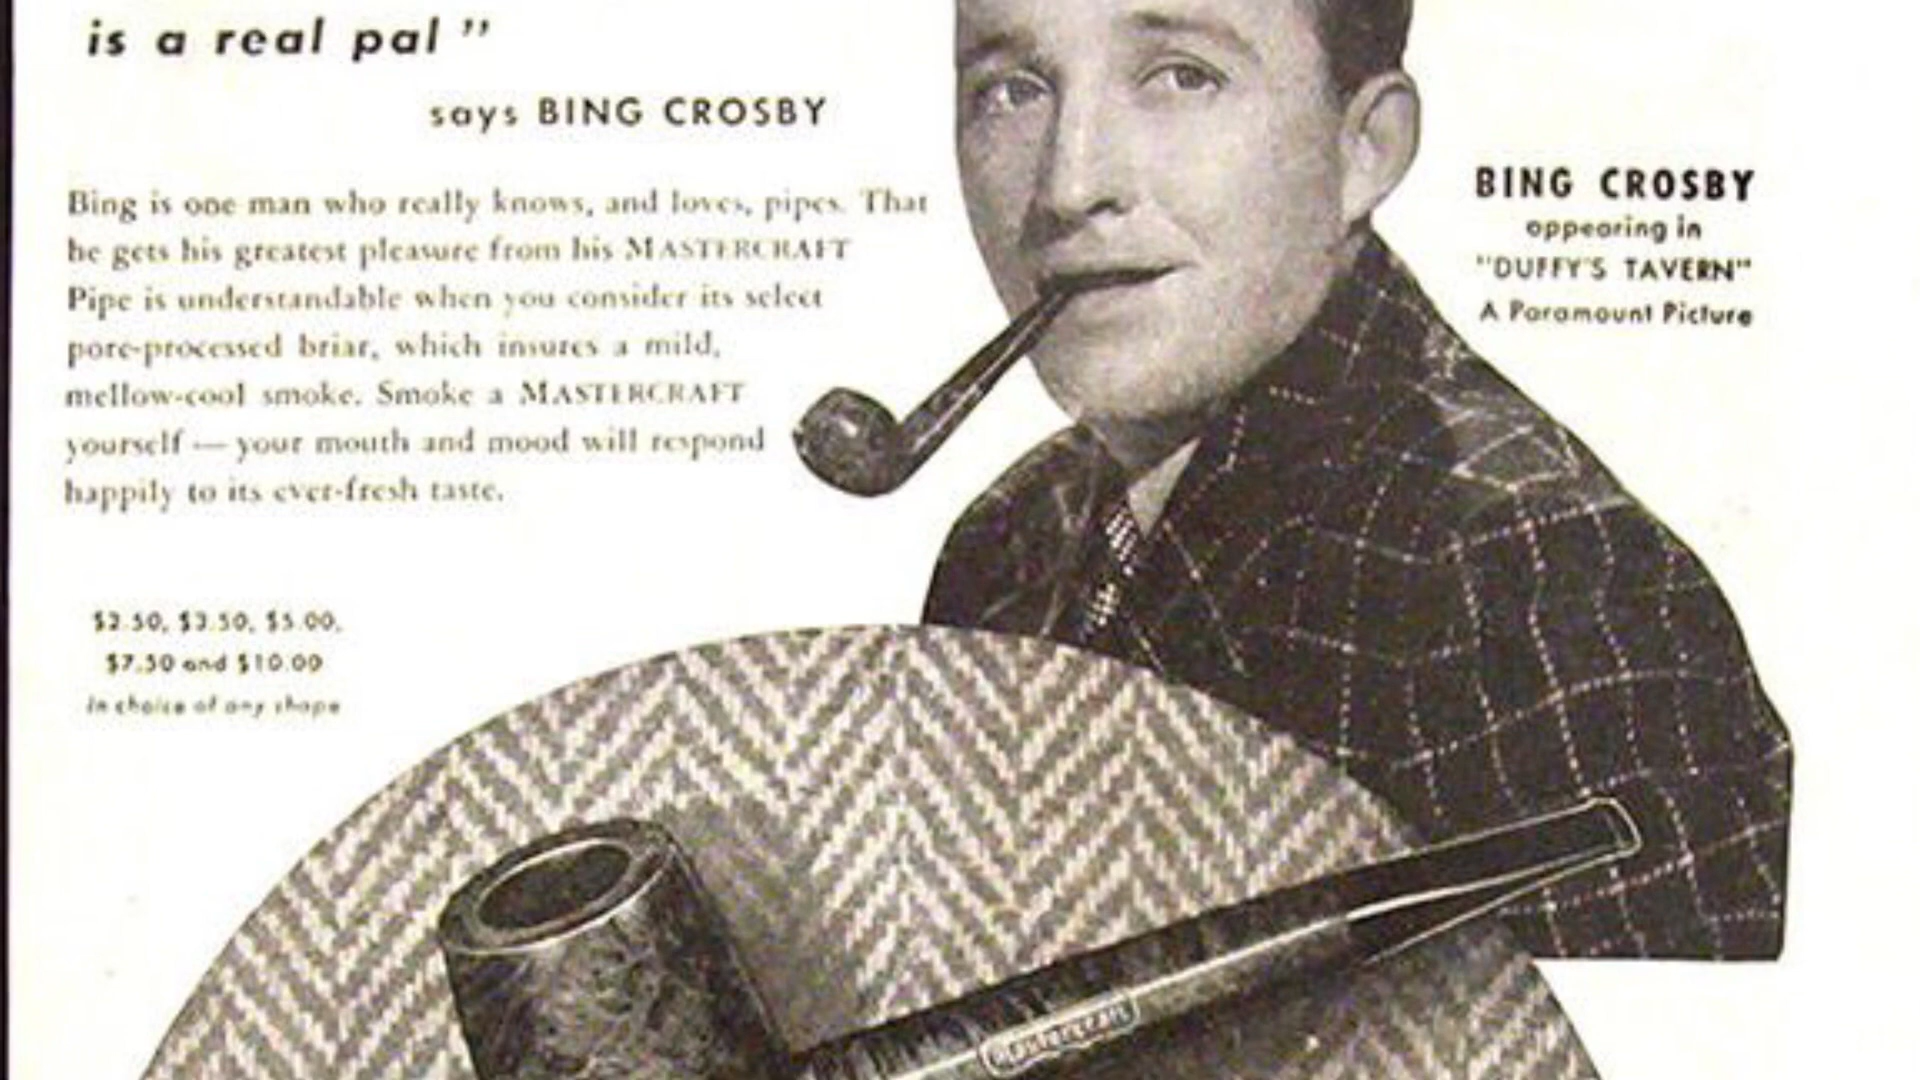 is a real pal"
says BING CROSBY
Bing is one man who really knows, and loves, pipes. That
he gets his greatest pleasure from his MASTERCRAFT
Pipe is understandable when you consider its select
pore-processed briar, which insures a mild,
mellow-cool smoke. Smoke a MASTERCRAFT
yourself — your mouth and mood will respond
happily to its ever-fresh taste.
BING CROSBY
appearing in
"DUFFY'S TAVERN"
A Paramount Picture
$2.50, $3.50, $5.00,
$7.50 and $10.00
in choice of any shape
Mastercraft